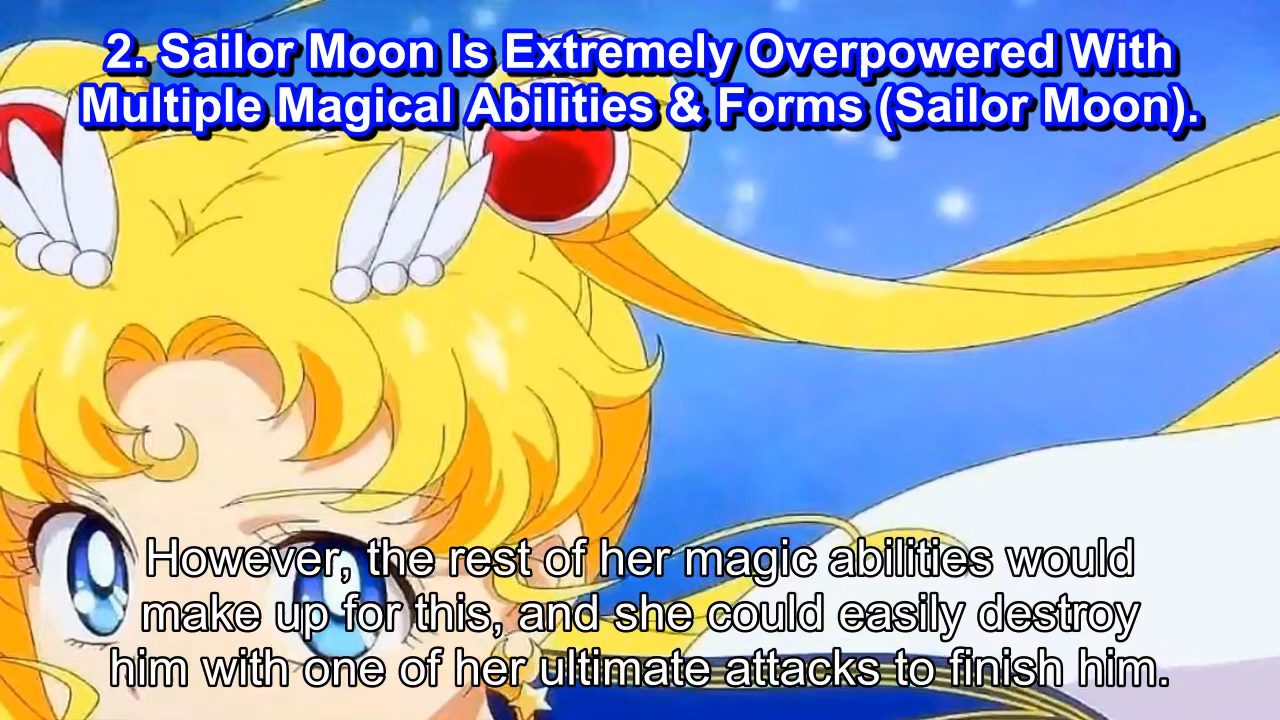 2. Sailor Moon Is Extremely Overpowered With
Multiple Magical Abilities & Forms (Sailor Moon).
However, the rest of her magic abilities would
make up for this, and she could easily destroy
him with one of her ultimate attacks to finish him.